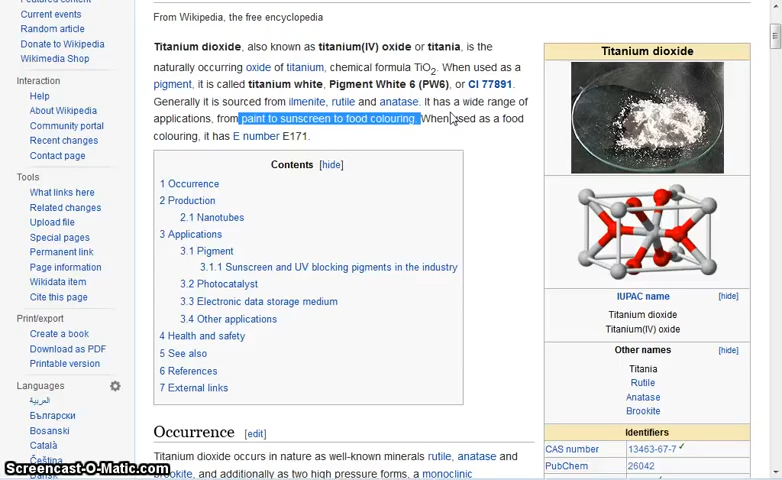 Featured content
Current events
Random article
Donate to Wikipedia
Wikimedia Shop
Interaction
Help
About Wikipedia
Community portal
Recent changes
Contact page
Tools
What links here
Related changes
Upload file
Special pages
Permanent link
Page information
Wikidata item
Cite this page
Print/export
Create a book
Download as PDF
Printable version
Languages
العربية
Български
Bosanski
Català
Čeština
Screencast-O-Matic.com
From Wikipedia, the free encyclopedia
Titanium dioxide, also known as titanium(IV) oxide or titania, is the
naturally occurring oxide of titanium, chemical formula TiO2. When used as a
pigment, it is called titanium white, Pigment White 6 (PW6), or CI 77891.
Generally it is sourced from ilmenite, rutile and anatase. It has a wide range of
applications, from paint to sunscreen to food colouring. When used as a food
colouring, it has E number E171.
Contents [hide]
1 Occurrence
2 Production
2.1 Nanotubes
3 Applications
3.1 Pigment
3.1.1 Sunscreen and UV blocking pigments in the industry
3.2 Photocatalyst
3.3 Electronic data storage medium
3.4 Other applications
4 Health and safety
5 See also
6 References
7 External links
Occurrence [edit]
Titanium dioxide occurs in nature as well-known minerals rutile, anatase and
brookite, and additionally as two high pressure forms, a monoclinic
Titanium dioxide
IUPAC name [hide]
Titanium dioxide
Titanium(IV) oxide
Other names [hide]
Titania
Rutile
Anatase
Brookite
Identifiers
CAS number 13463-67-7 ✓
PubChem 26042